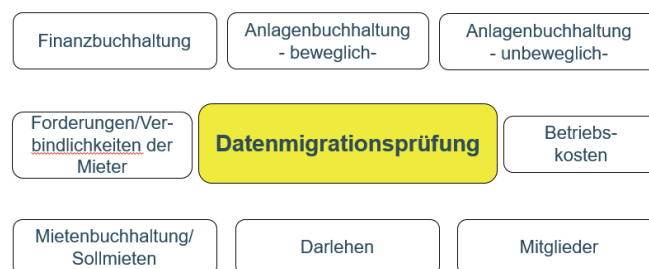 Finanzbuchhaltung
Anlagenbuchhaltung
- beweglich-
Anlagenbuchhaltung
- unbeweglich-
Forderungen/Ver-
bindlichkeiten der
Mieter
Datenmigrationsprüfung
Betriebs-
kosten
Mietenbuchhaltung/
Sollmieten
Darlehen
Mitglieder